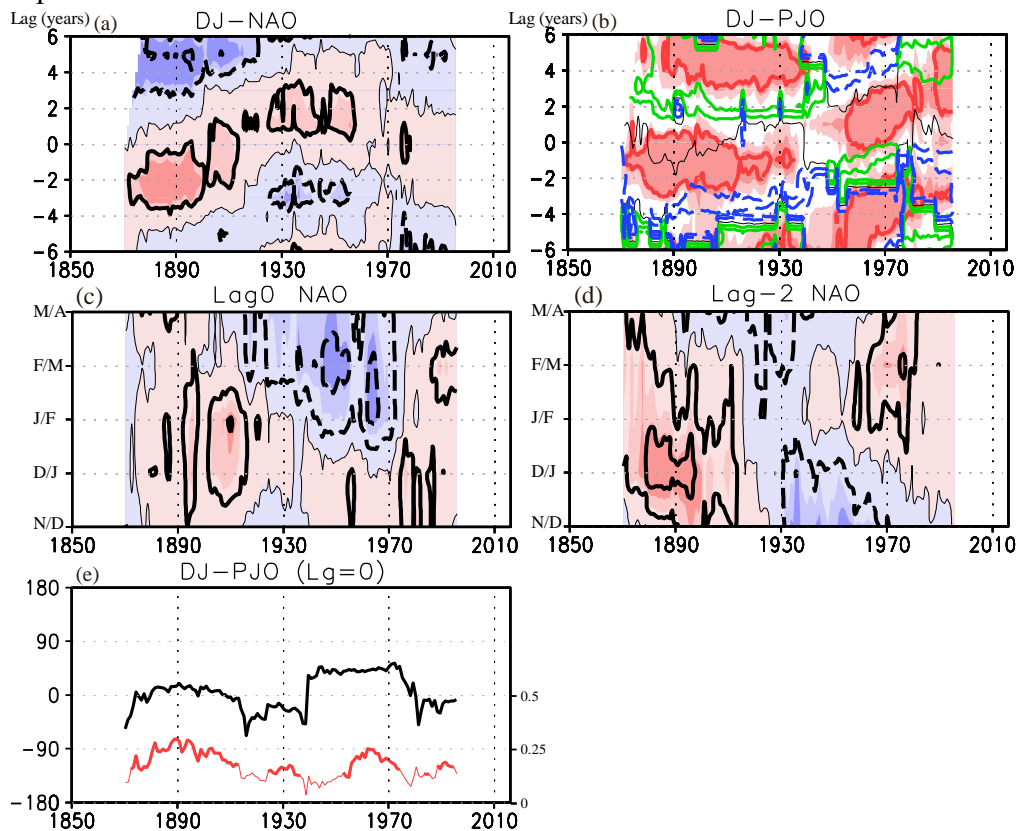 Lag (years) (a) DJ-NAO
Lag (years) DJ-PJO (b)
6
4
2
0
-2
-4
-6
1850 1890 1930 1970 2010
6
4
2
0
-2
-4
-6
1850 1890 1930 1970 2010
(c) Lag0 NAO
M/A
F/M
J/F
D/J
N/D
1850 1890 1930 1970 2010
(d) Lag-2 NAO
M/A
F/M
J/F
D/J
N/D
1850 1890 1930 1970 2010
(e) DJ-PJO (Lg=0)
180
90
0
-90
-180
0.5
0.25
0
1850 1890 1930 1970 2010